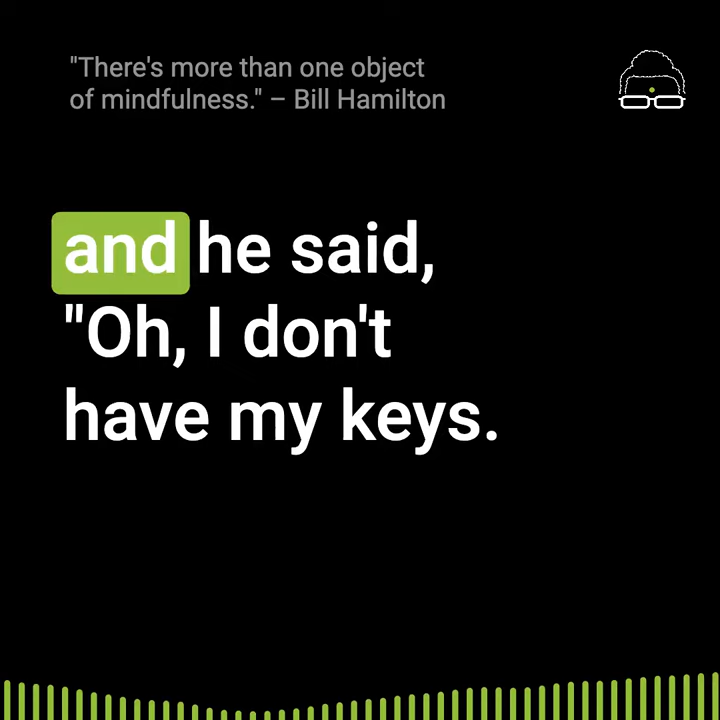 "There's more than one object
of mindfulness." – Bill Hamilton
and he said,
"Oh, I don't
have my keys.